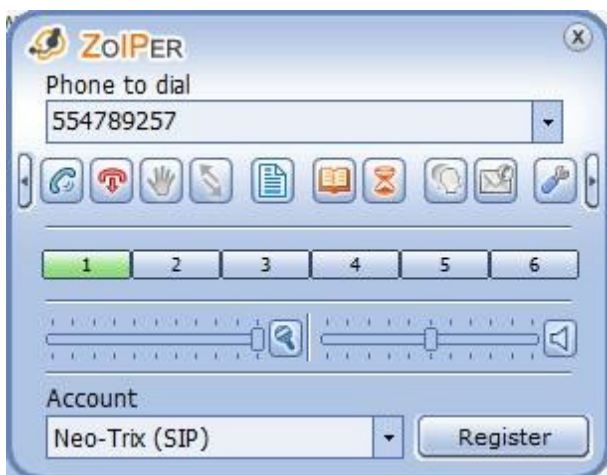 ZoIPER
X
Phone to dial
554789257
1 2 3 4 5 6
Account
Neo-Trix (SIP)
Register